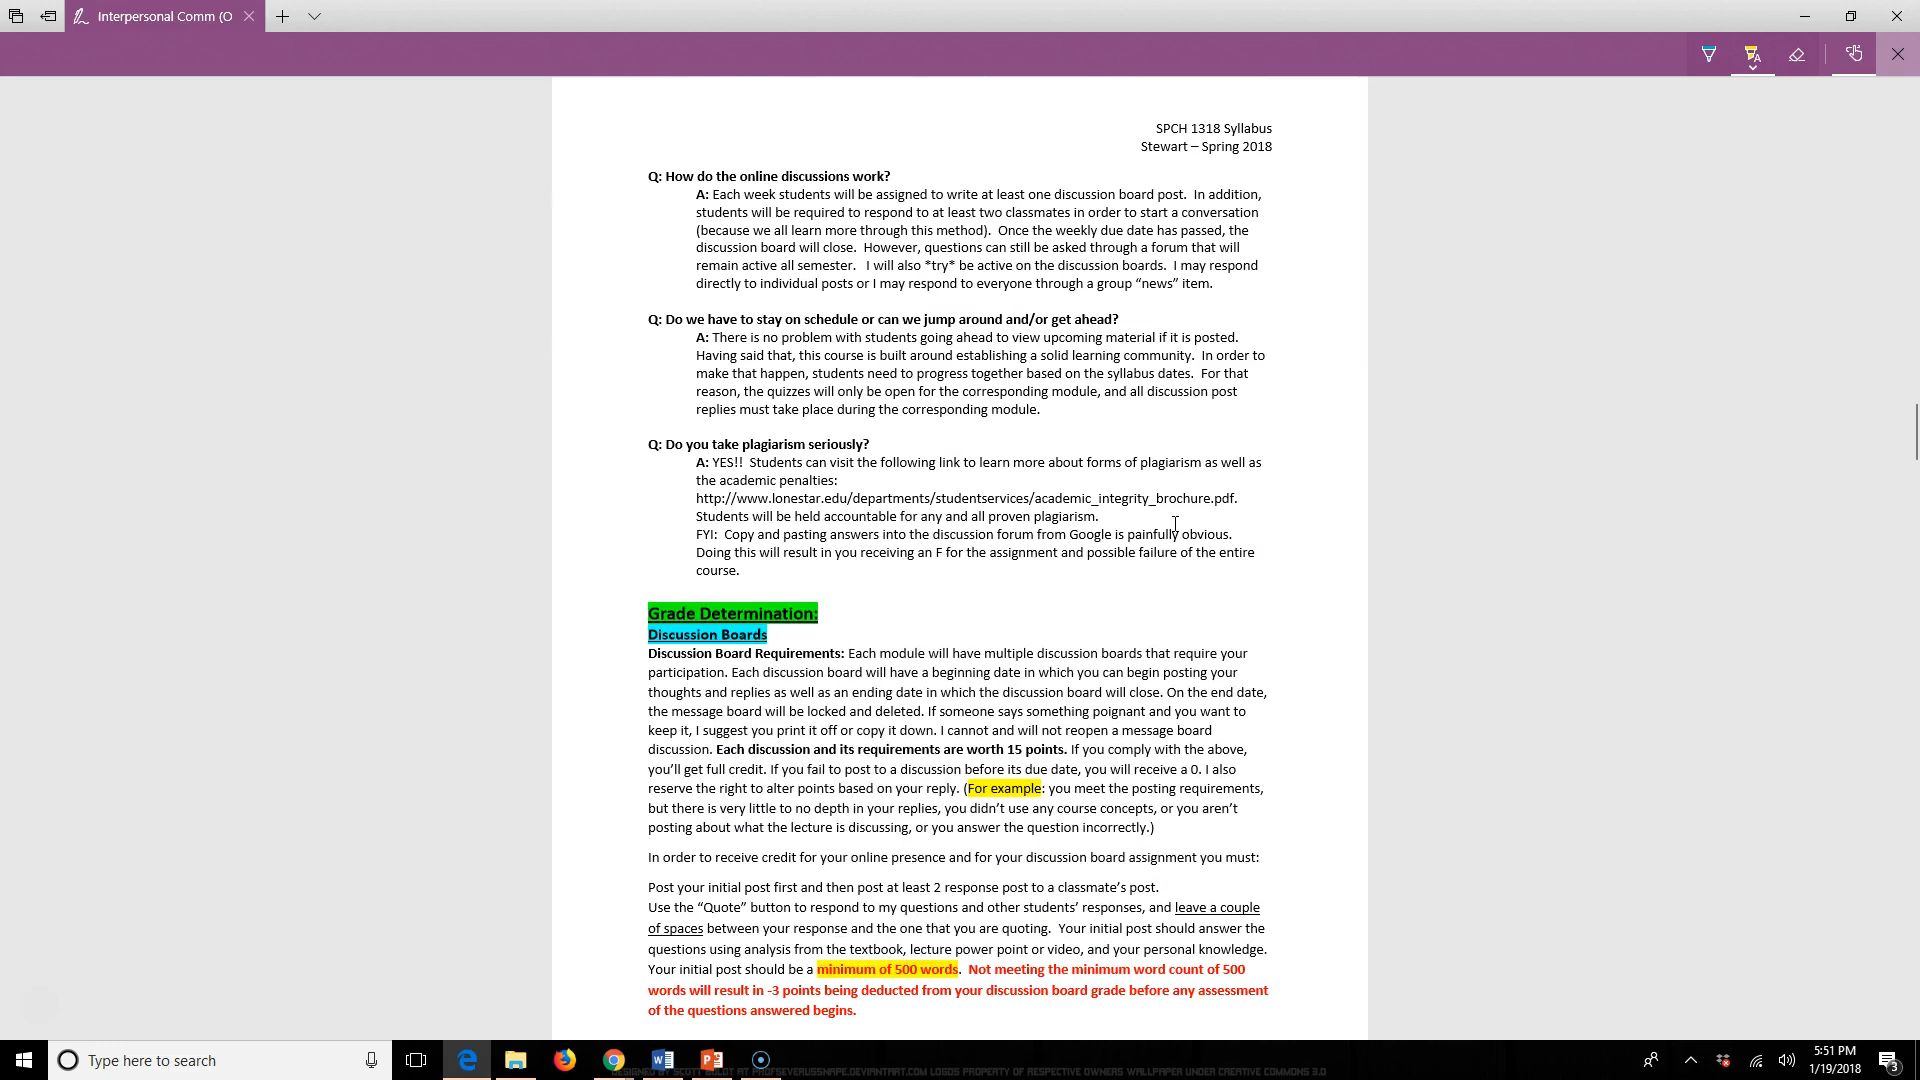 Interpersonal Comm (O
SPCH 1318 Syllabus
Stewart – Spring 2018
Q: How do the online discussions work?
A: Each week students will be assigned to write at least one discussion board post.  In addition,
students will be required to respond to at least two classmates in order to start a conversation
(because we all learn more through this method).  Once the weekly due date has passed, the
discussion board will close.  However, questions can still be asked through a forum that will
remain active all semester.   I will also *try* be active on the discussion boards.  I may respond
directly to individual posts or I may respond to everyone through a group “news” item.
Q: Do we have to stay on schedule or can we jump around and/or get ahead?
A: There is no problem with students going ahead to view upcoming material if it is posted.
Having said that, this course is built around establishing a solid learning community.  In order to
make that happen, students need to progress together based on the syllabus dates.  For that
reason, the quizzes will only be open for the corresponding module, and all discussion post
replies must take place during the corresponding module.
Q: Do you take plagiarism seriously?
A: YES!!  Students can visit the following link to learn more about forms of plagiarism as well as
the academic penalties:
http://www.lonestar.edu/departments/studentservices/academic_integrity_brochure.pdf.
Students will be held accountable for any and all proven plagiarism.
FYI:  Copy and pasting answers into the discussion forum from Google is painfully obvious.
Doing this will result in you receiving an F for the assignment and possible failure of the entire
course.
Grade Determination:
Discussion Boards
Discussion Board Requirements: Each module will have multiple discussion boards that require your
participation. Each discussion board will have a beginning date in which you can begin posting your
thoughts and replies as well as an ending date in which the discussion board will close. On the end date,
the message board will be locked and deleted. If someone says something poignant and you want to
keep it, I suggest you print it off or copy it down. I cannot and will not reopen a message board
discussion. Each discussion and its requirements are worth 15 points. If you comply with the above,
you’ll get full credit. If you fail to post to a discussion before its due date, you will receive a 0. I also
reserve the right to alter points based on your reply. (For example: you meet the posting requirements,
but there is very little to no depth in your replies, you didn’t use any course concepts, or you aren’t
posting about what the lecture is discussing, or you answer the question incorrectly.)
In order to receive credit for your online presence and for your discussion board assignment you must:
Post your initial post first and then post at least 2 response post to a classmate’s post.
Use the “Quote” button to respond to my questions and other students’ responses, and leave a couple
of spaces between your response and the one that you are quoting.  Your initial post should answer the
questions using analysis from the textbook, lecture power point or video, and your personal knowledge.
Your initial post should be a minimum of 500 words.  Not meeting the minimum word count of 500
words will result in -3 points being deducted from your discussion board grade before any assessment
of the questions answered begins.
Type here to search
5:51 PM
1/19/2018
3
DESIGNED BY SCOTT BOLDT AT PROFSEVERUSSNAPE.DEVIANTART.COM LOGOS PROPERTY OF RESPECTIVE OWNERS WALLPAPER UNDER CREATIVE COMMONS 3.0